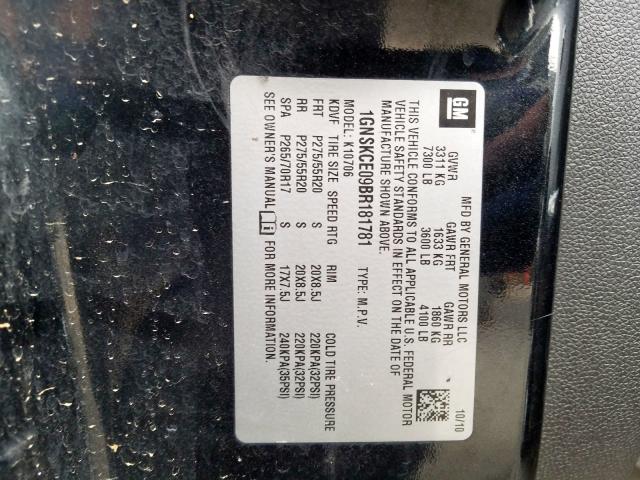 GM
MFD BY GENERAL MOTORS LLC 10/10
GVWR GAWR FRT GAWR RR
3311 KG 1633 KG 1860 KG
7300 LB 3600 LB 4100 LB
THIS VEHICLE CONFORMS TO ALL APPLICABLE U.S. FEDERAL MOTOR
VEHICLE SAFETY STANDARDS IN EFFECT ON THE DATE OF
MANUFACTURE SHOWN ABOVE.
1GNSKCE09BR181781 TYPE: M.P.V.
MODEL: K10706
KDVF TIRE SIZE SPEED RTG RIM COLD TIRE PRESSURE
FRT P275/55R20 S 20X8.5J 220KPA(32PSI)
RR P275/55R20 S 20X8.5J 220KPA(32PSI)
SPA P265/70R17 S 17X7.5J 240KPA(35PSI)
SEE OWNER'S MANUAL i FOR MORE INFORMATION.